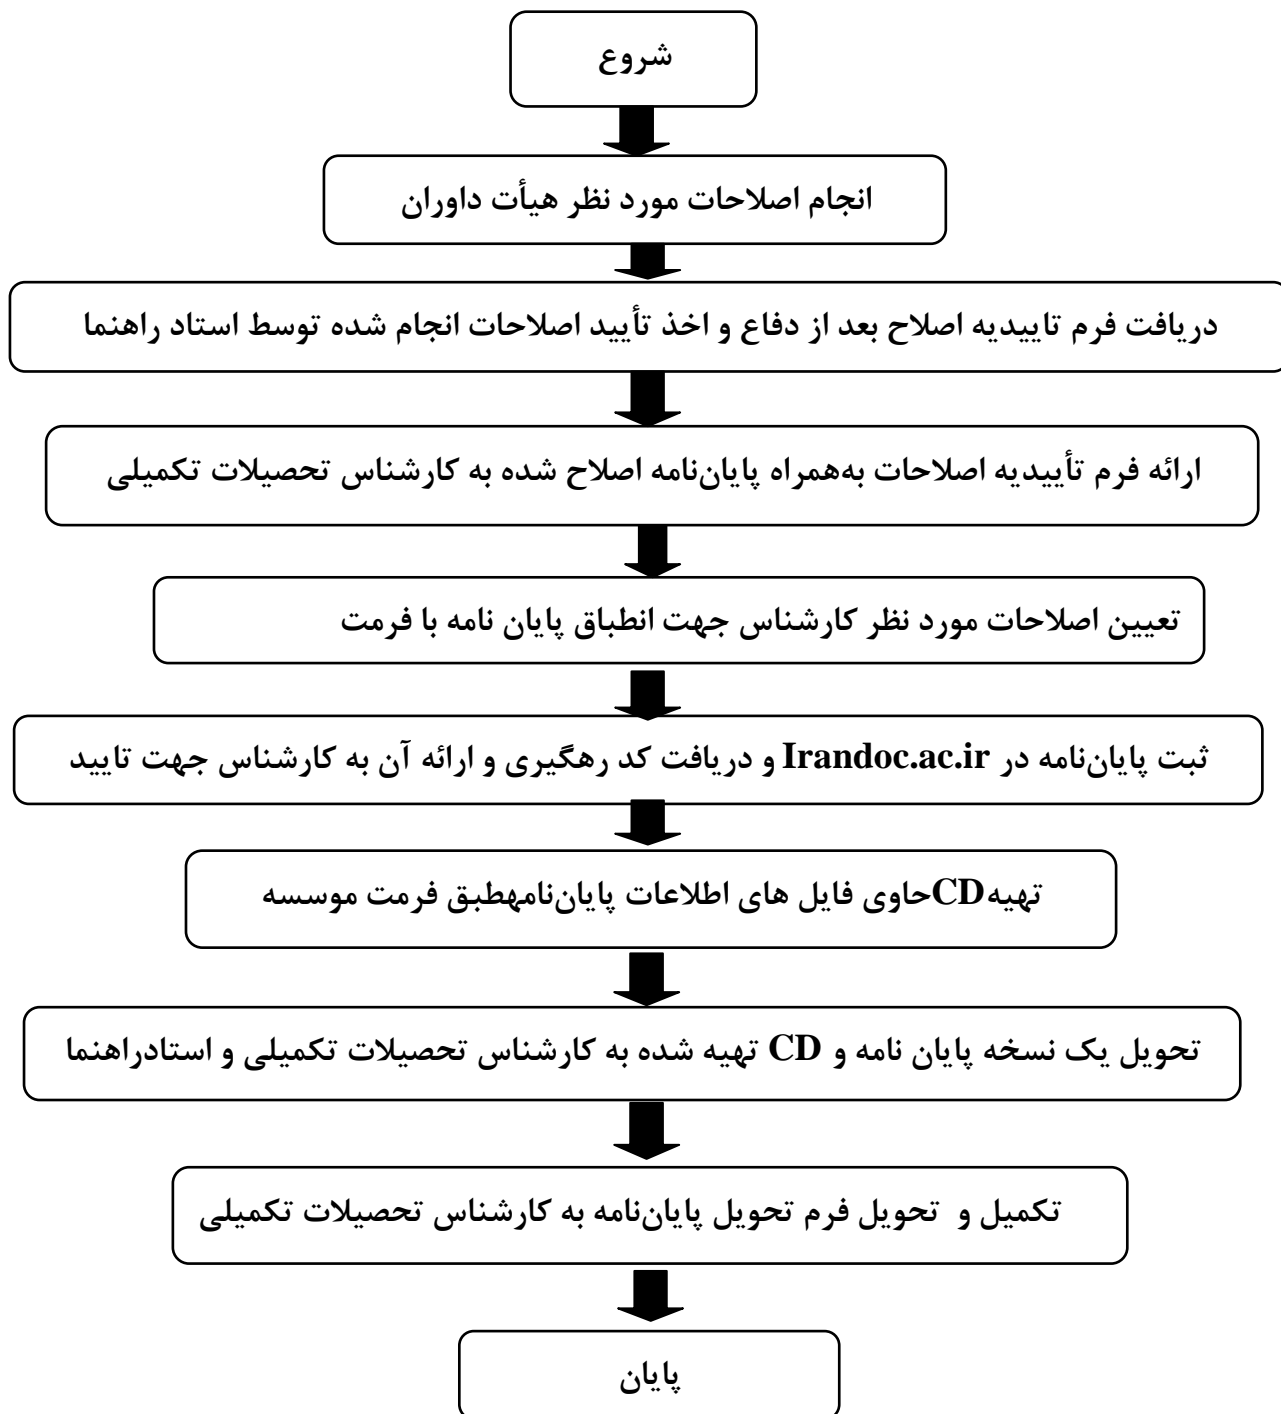 شروع
انجام اصلاحات مورد نظر هیأت داوران
دریافت فرم تاییدیه اصلاح بعد از دفاع و اخذ تأیید اصلاحات انجام شده توسط استاد راهنما
ارائه فرم تأییدیه اصلاحات به‌همراه پایان‌نامه اصلاح شده به کارشناس تحصیلات تکمیلی
تعیین اصلاحات مورد نظر کارشناس جهت انطباق پایان نامه با فرمت
ثبت پایان‌نامه در Irandoc.ac.ir و دریافت کد رهگیری و ارائه آن به کارشناس جهت تایید
تهیه CDحاوی فایل های اطلاعات پایان‌نامهطبق فرمت موسسه
تحویل یک نسخه پایان نامه و CD تهیه شده به کارشناس تحصیلات تکمیلی و استادراهنما
تکمیل و تحویل فرم تحویل پایان‌نامه به کارشناس تحصیلات تکمیلی
پایان